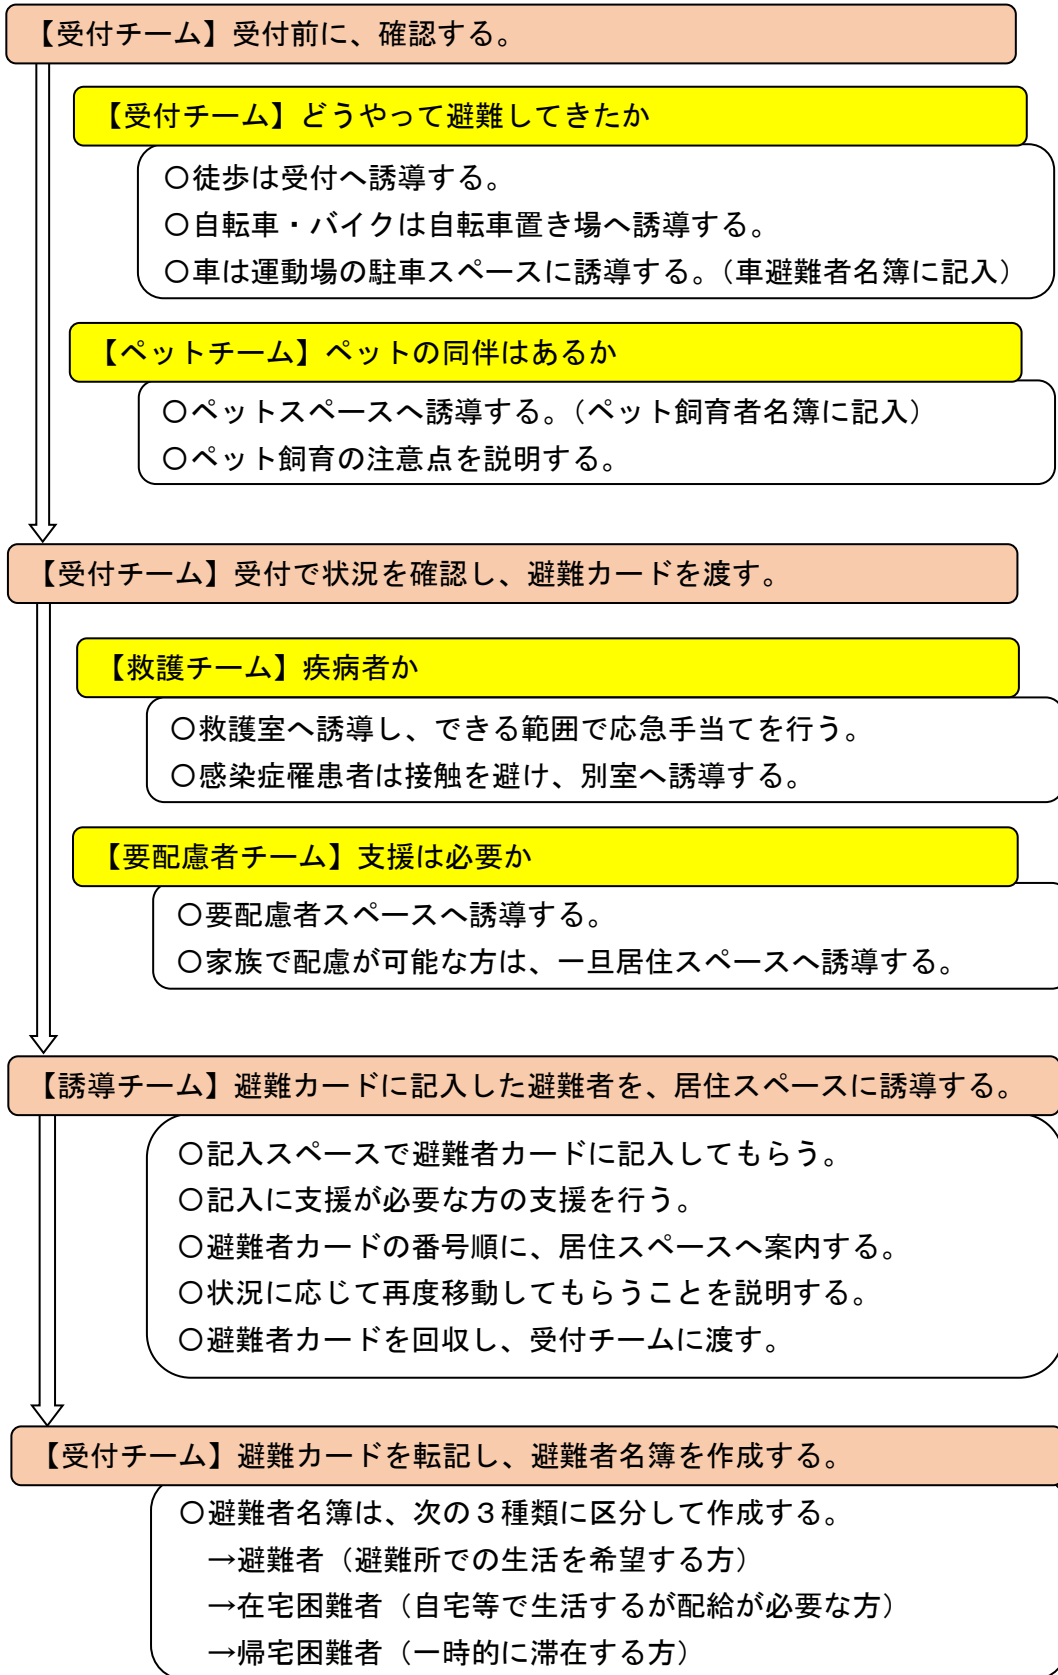 【受付チーム】受付前に、確認する。
【受付チーム】どうやって避難してきたか
〇徒歩は受付へ誘導する。
〇自転車・バイクは自転車置き場へ誘導する。
〇車は運動場の駐車スペースに誘導する。（車避難者名簿に記入）
【ペットチーム】ペットの同伴はあるか
〇ペットスペースへ誘導する。（ペット飼育者名簿に記入）
〇ペット飼育の注意点を説明する。
【受付チーム】受付で状況を確認し、避難カードを渡す。
【救護チーム】疾病者か
〇救護室へ誘導し、できる範囲で応急手当てを行う。
〇感染症罹患者は接触を避け、別室へ誘導する。
【要配慮者チーム】支援は必要か
〇要配慮者スペースへ誘導する。
〇家族で配慮が可能な方は、一旦居住スペースへ誘導する。
【誘導チーム】避難カードに記入した避難者を、居住スペースに誘導する。
〇記入スペースで避難者カードに記入してもらう。
〇記入に支援が必要な方の支援を行う。
〇避難者カードの番号順に、居住スペースへ案内する。
〇状況に応じて再度移動してもらうことを説明する。
〇避難者カードを回収し、受付チームに渡す。
【受付チーム】避難カードを転記し、避難者名簿を作成する。
〇避難者名簿は、次の３種類に区分して作成する。
→避難者（避難所での生活を希望する方）
→在宅困難者（自宅等で生活するが配給が必要な方）
→帰宅困難者（一時的に滞在する方）